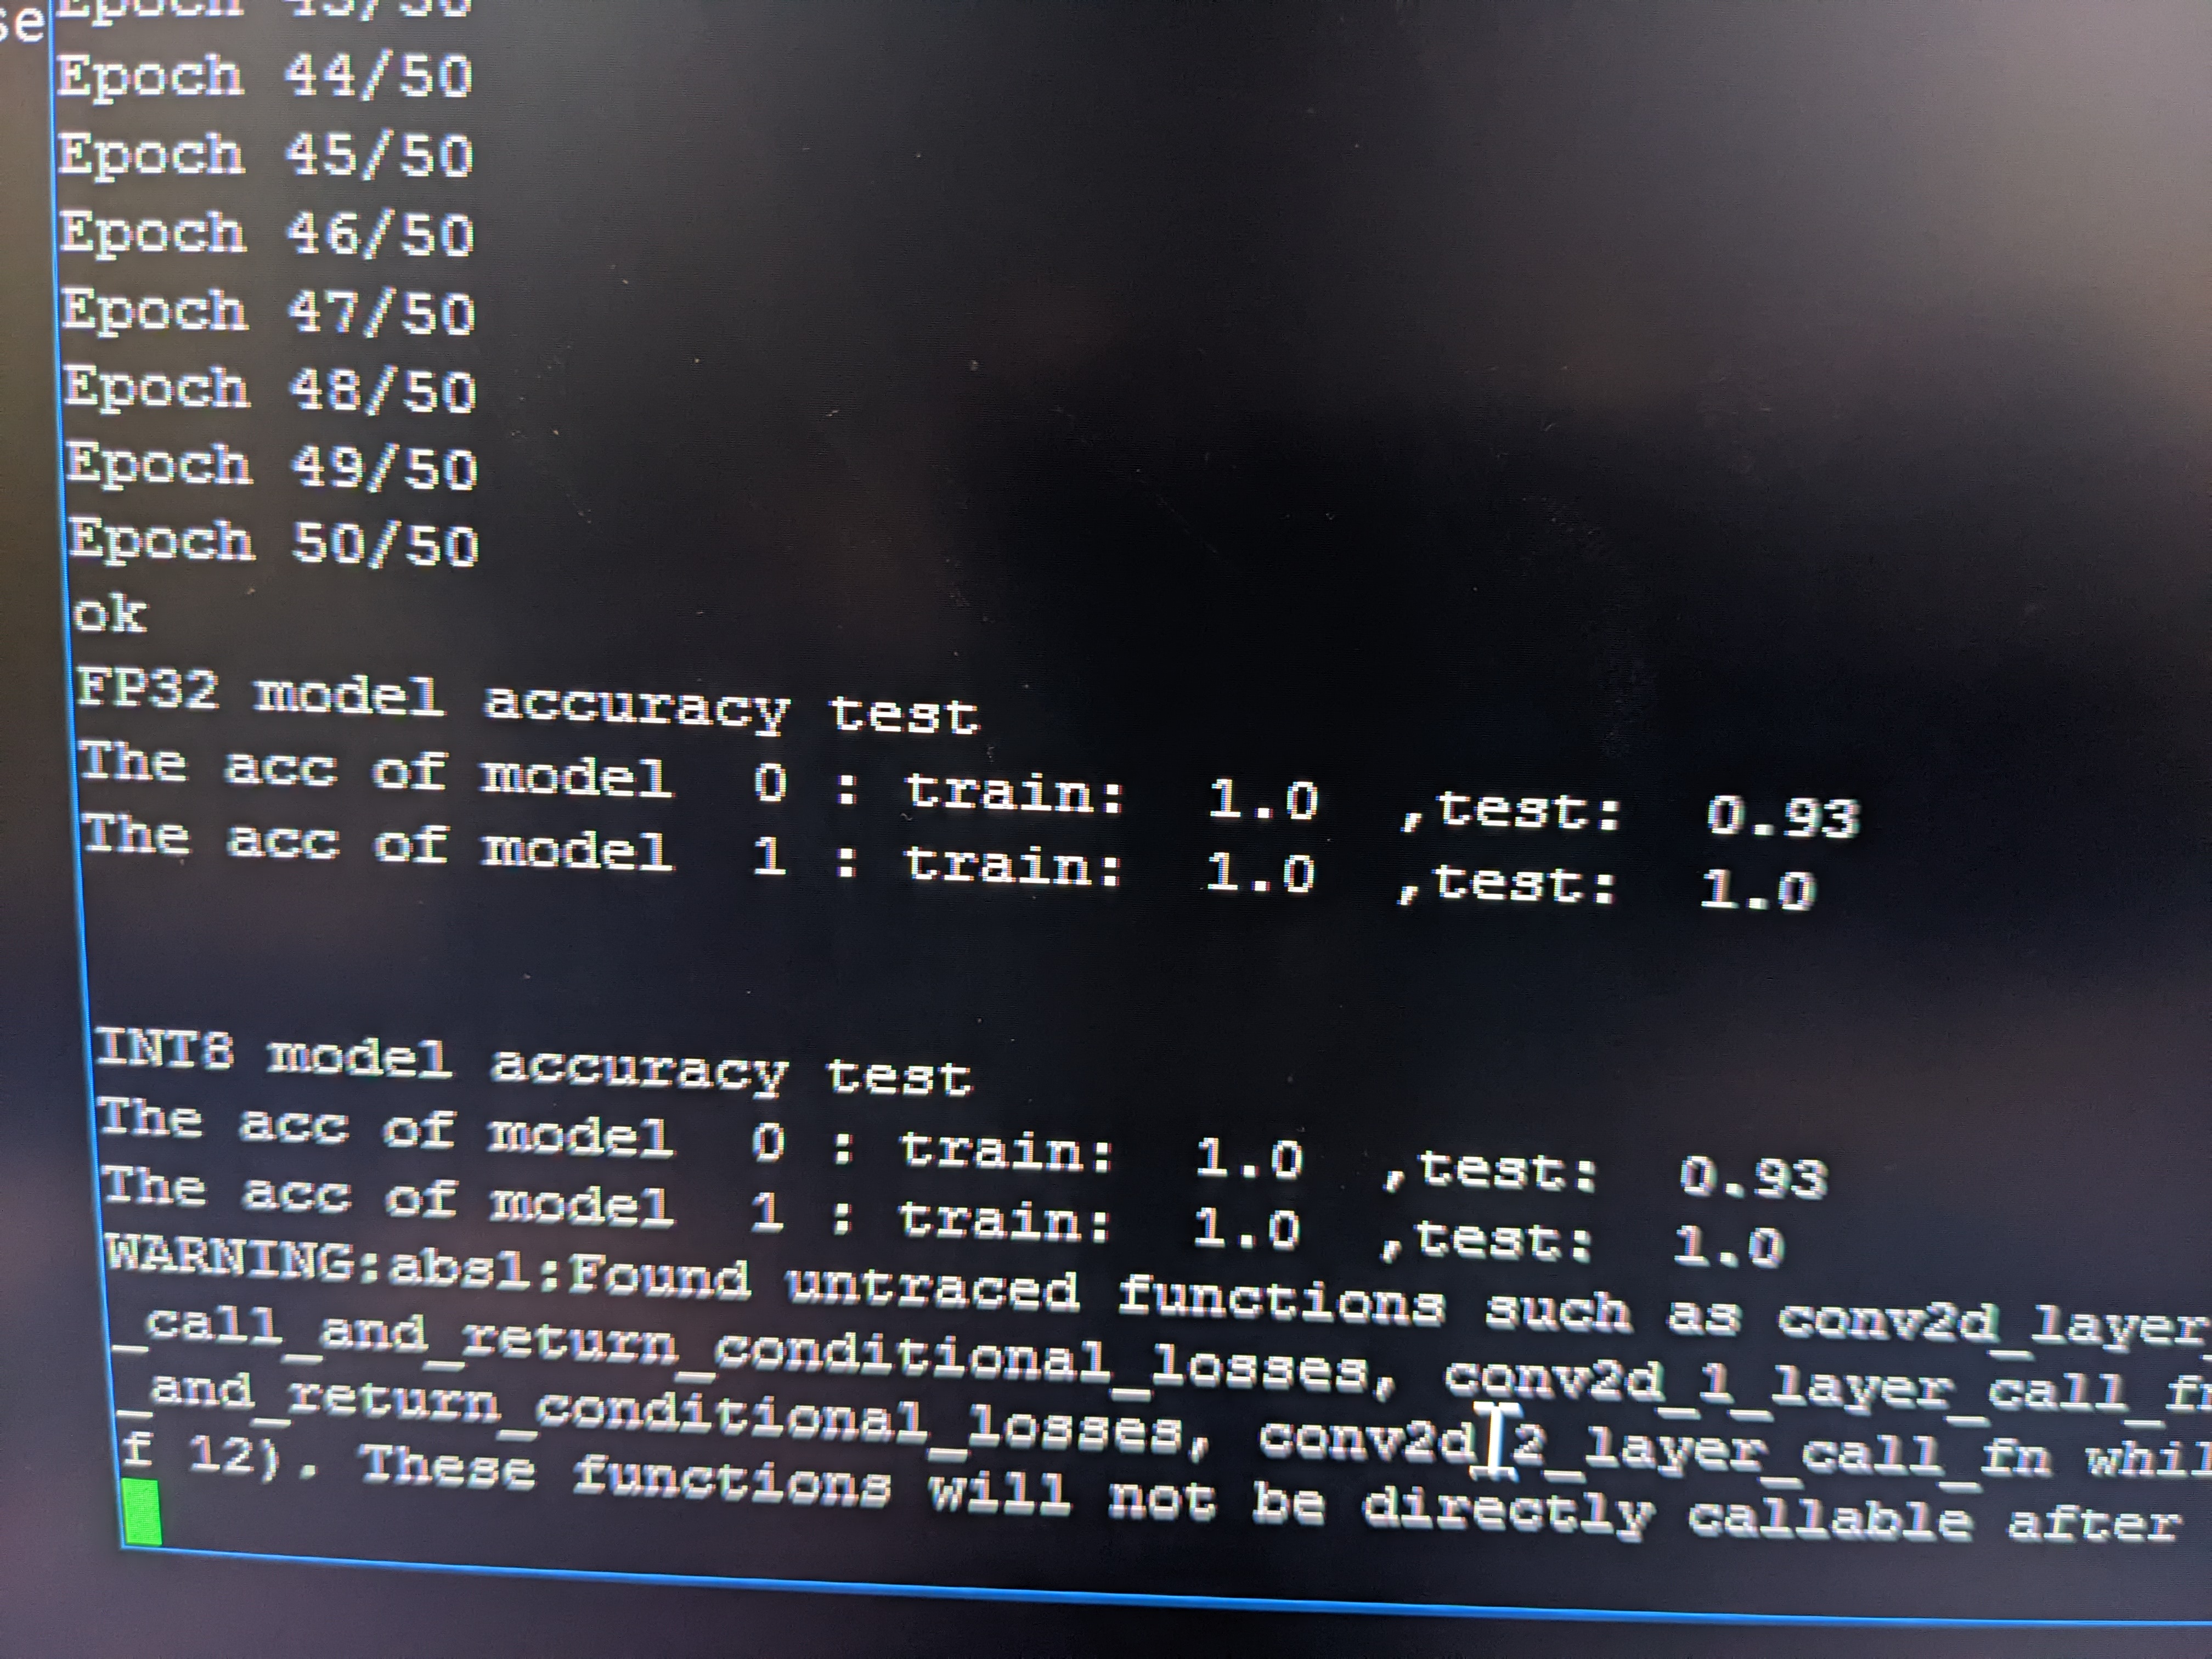 se
Epoch 43/50
Epoch 44/50
Epoch 45/50
Epoch 46/50
Epoch 47/50
Epoch 48/50
Epoch 49/50
Epoch 50/50
ok
FP32 model accuracy test
The acc of model  0 : train:  1.0  ,test:  0.93
The acc of model  1 : train:  1.0  ,test:  1.0
INT8 model accuracy test
The acc of model  0 : train:  1.0  ,test:  0.93
The acc of model  1 : train:  1.0  ,test:  1.0
WARNING:absl:Found untraced functions such as conv2d_layer_
_call_and_return_conditional_losses, conv2d_1_layer_call_f
_and_return_conditional_losses, conv2d_2_layer_call_fn whil
f 12). These functions will not be directly callable after